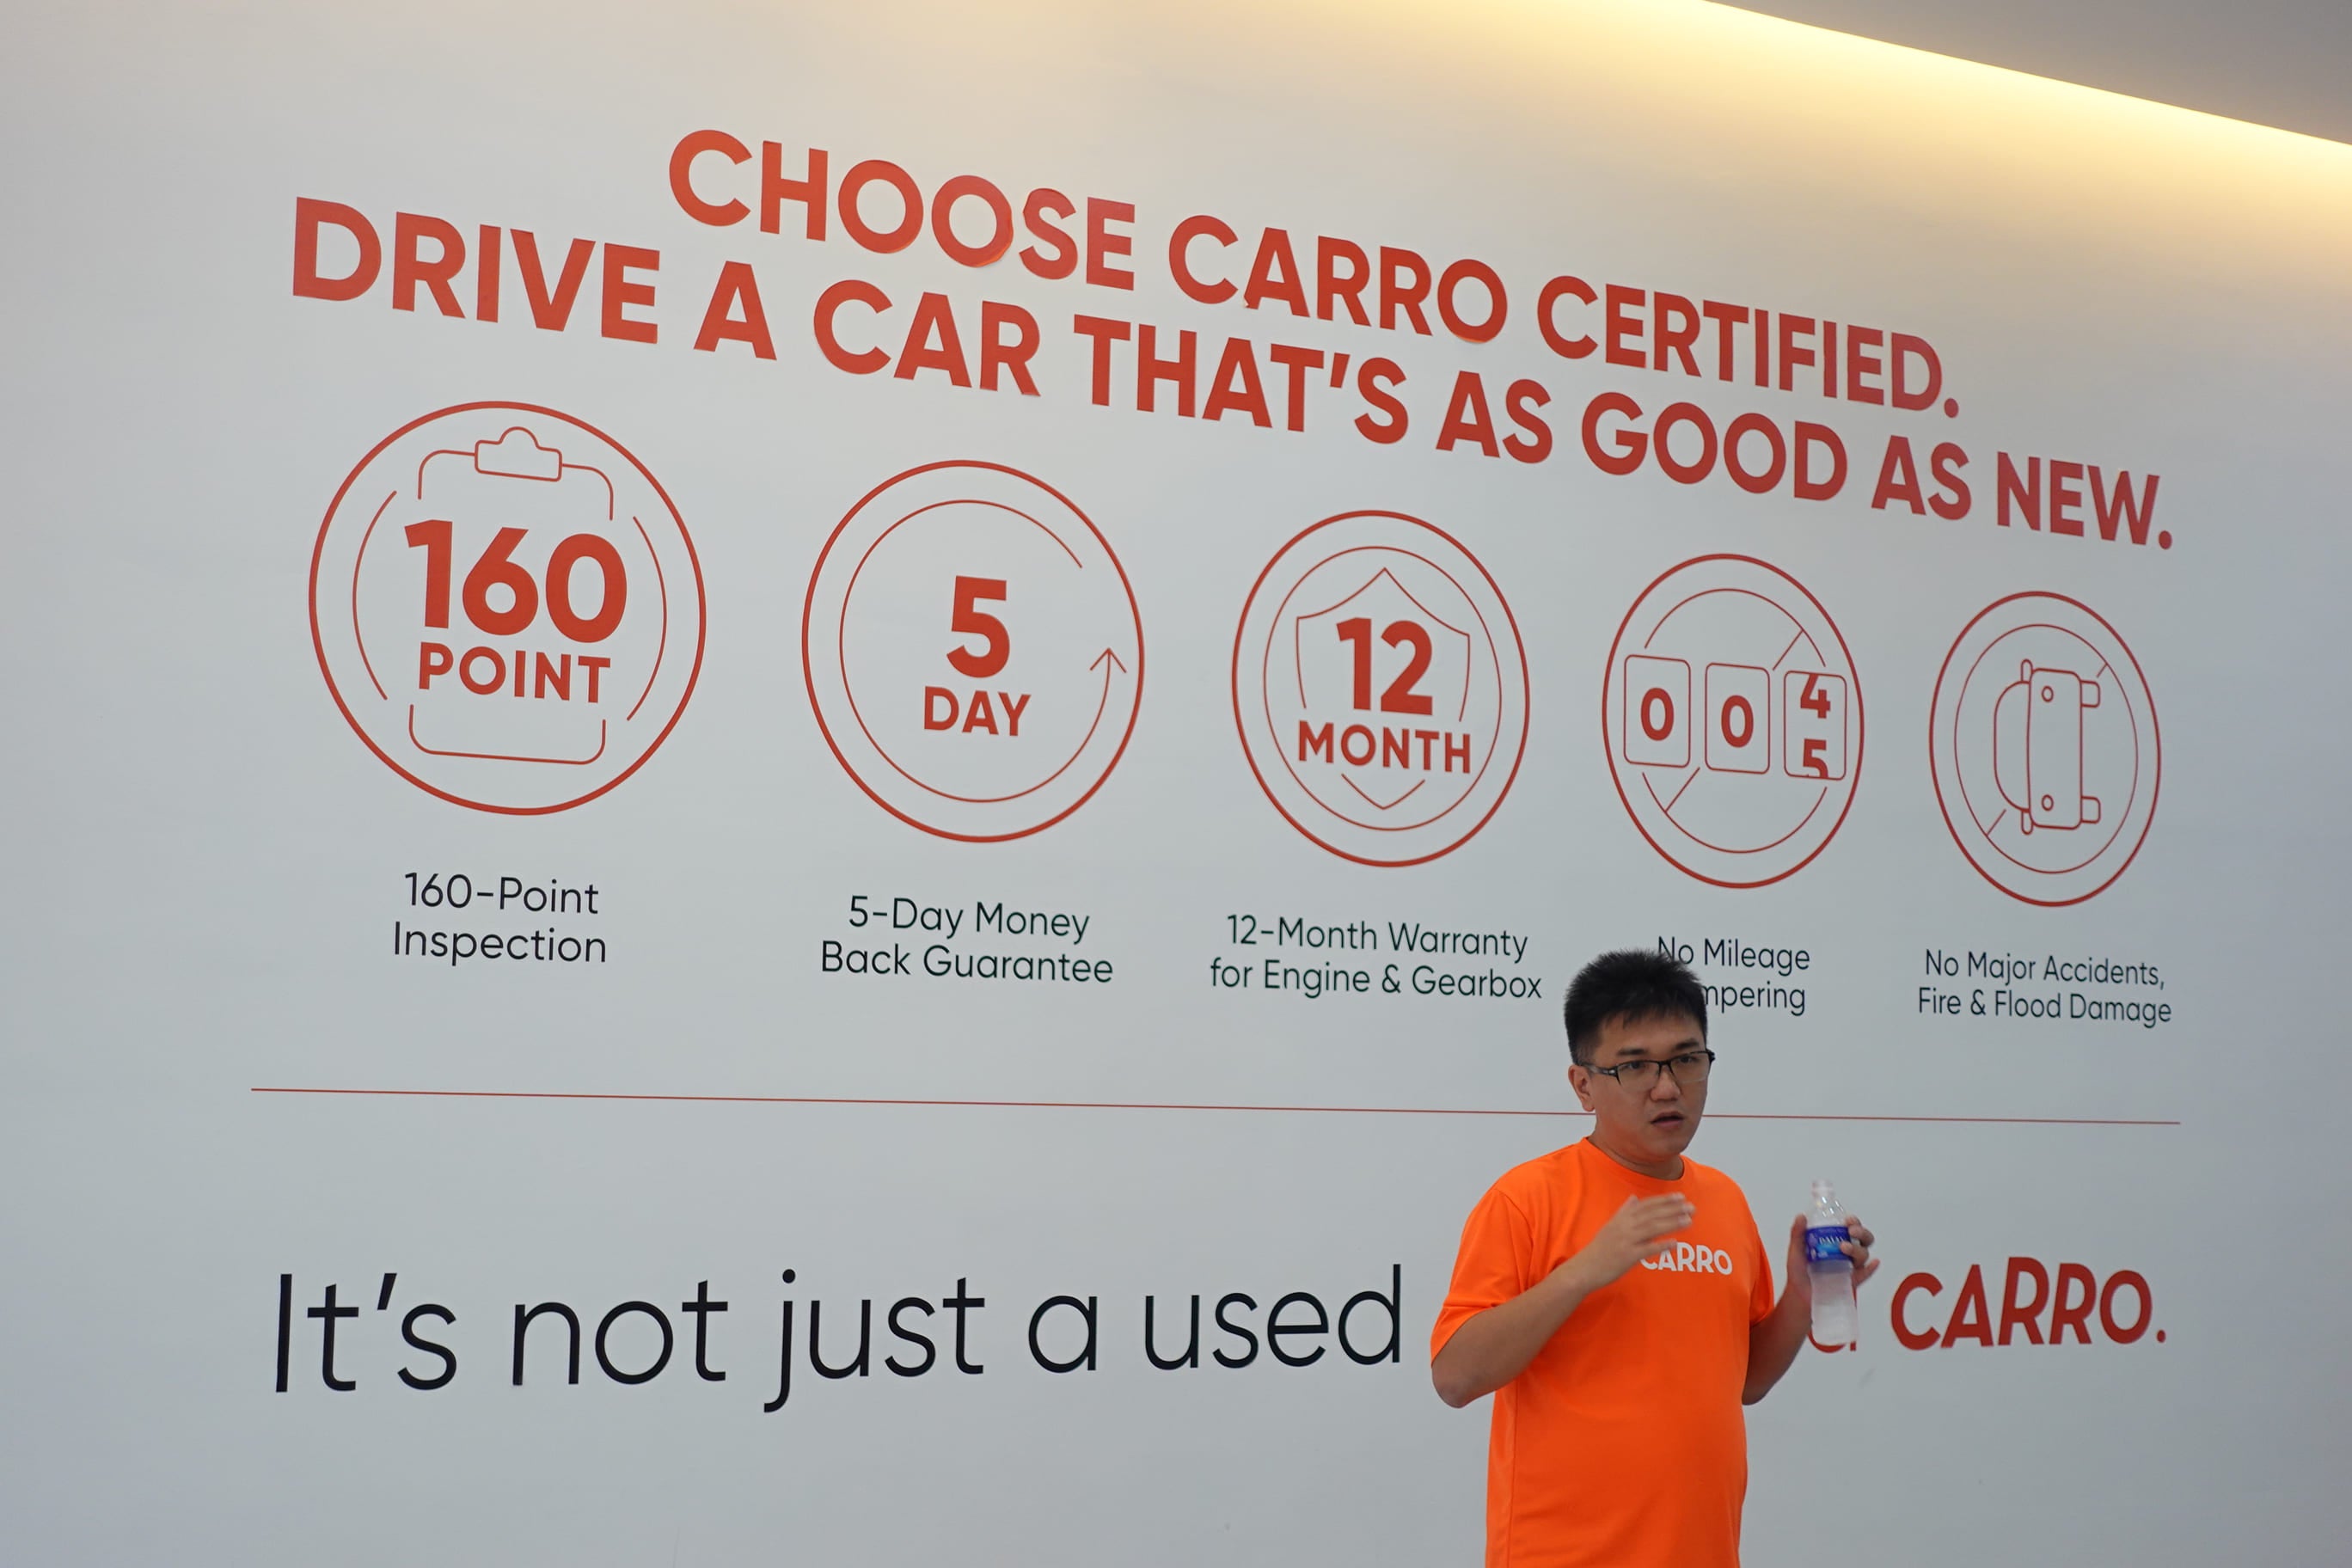 CHOOSE CARRO CERTIFIED.
DRIVE A CAR THAT'S AS GOOD AS NEW.
160
POINT
5
DAY
12
MONTH
0 0 4
5
160-Point
Inspection
5-Day Money
Back Guarantee
12-Month Warranty
for Engine & Gearbox
No Mileage
mpering
No Major Accidents,
Fire & Flood Damage
It's not just a used
CARRO.
CARRO